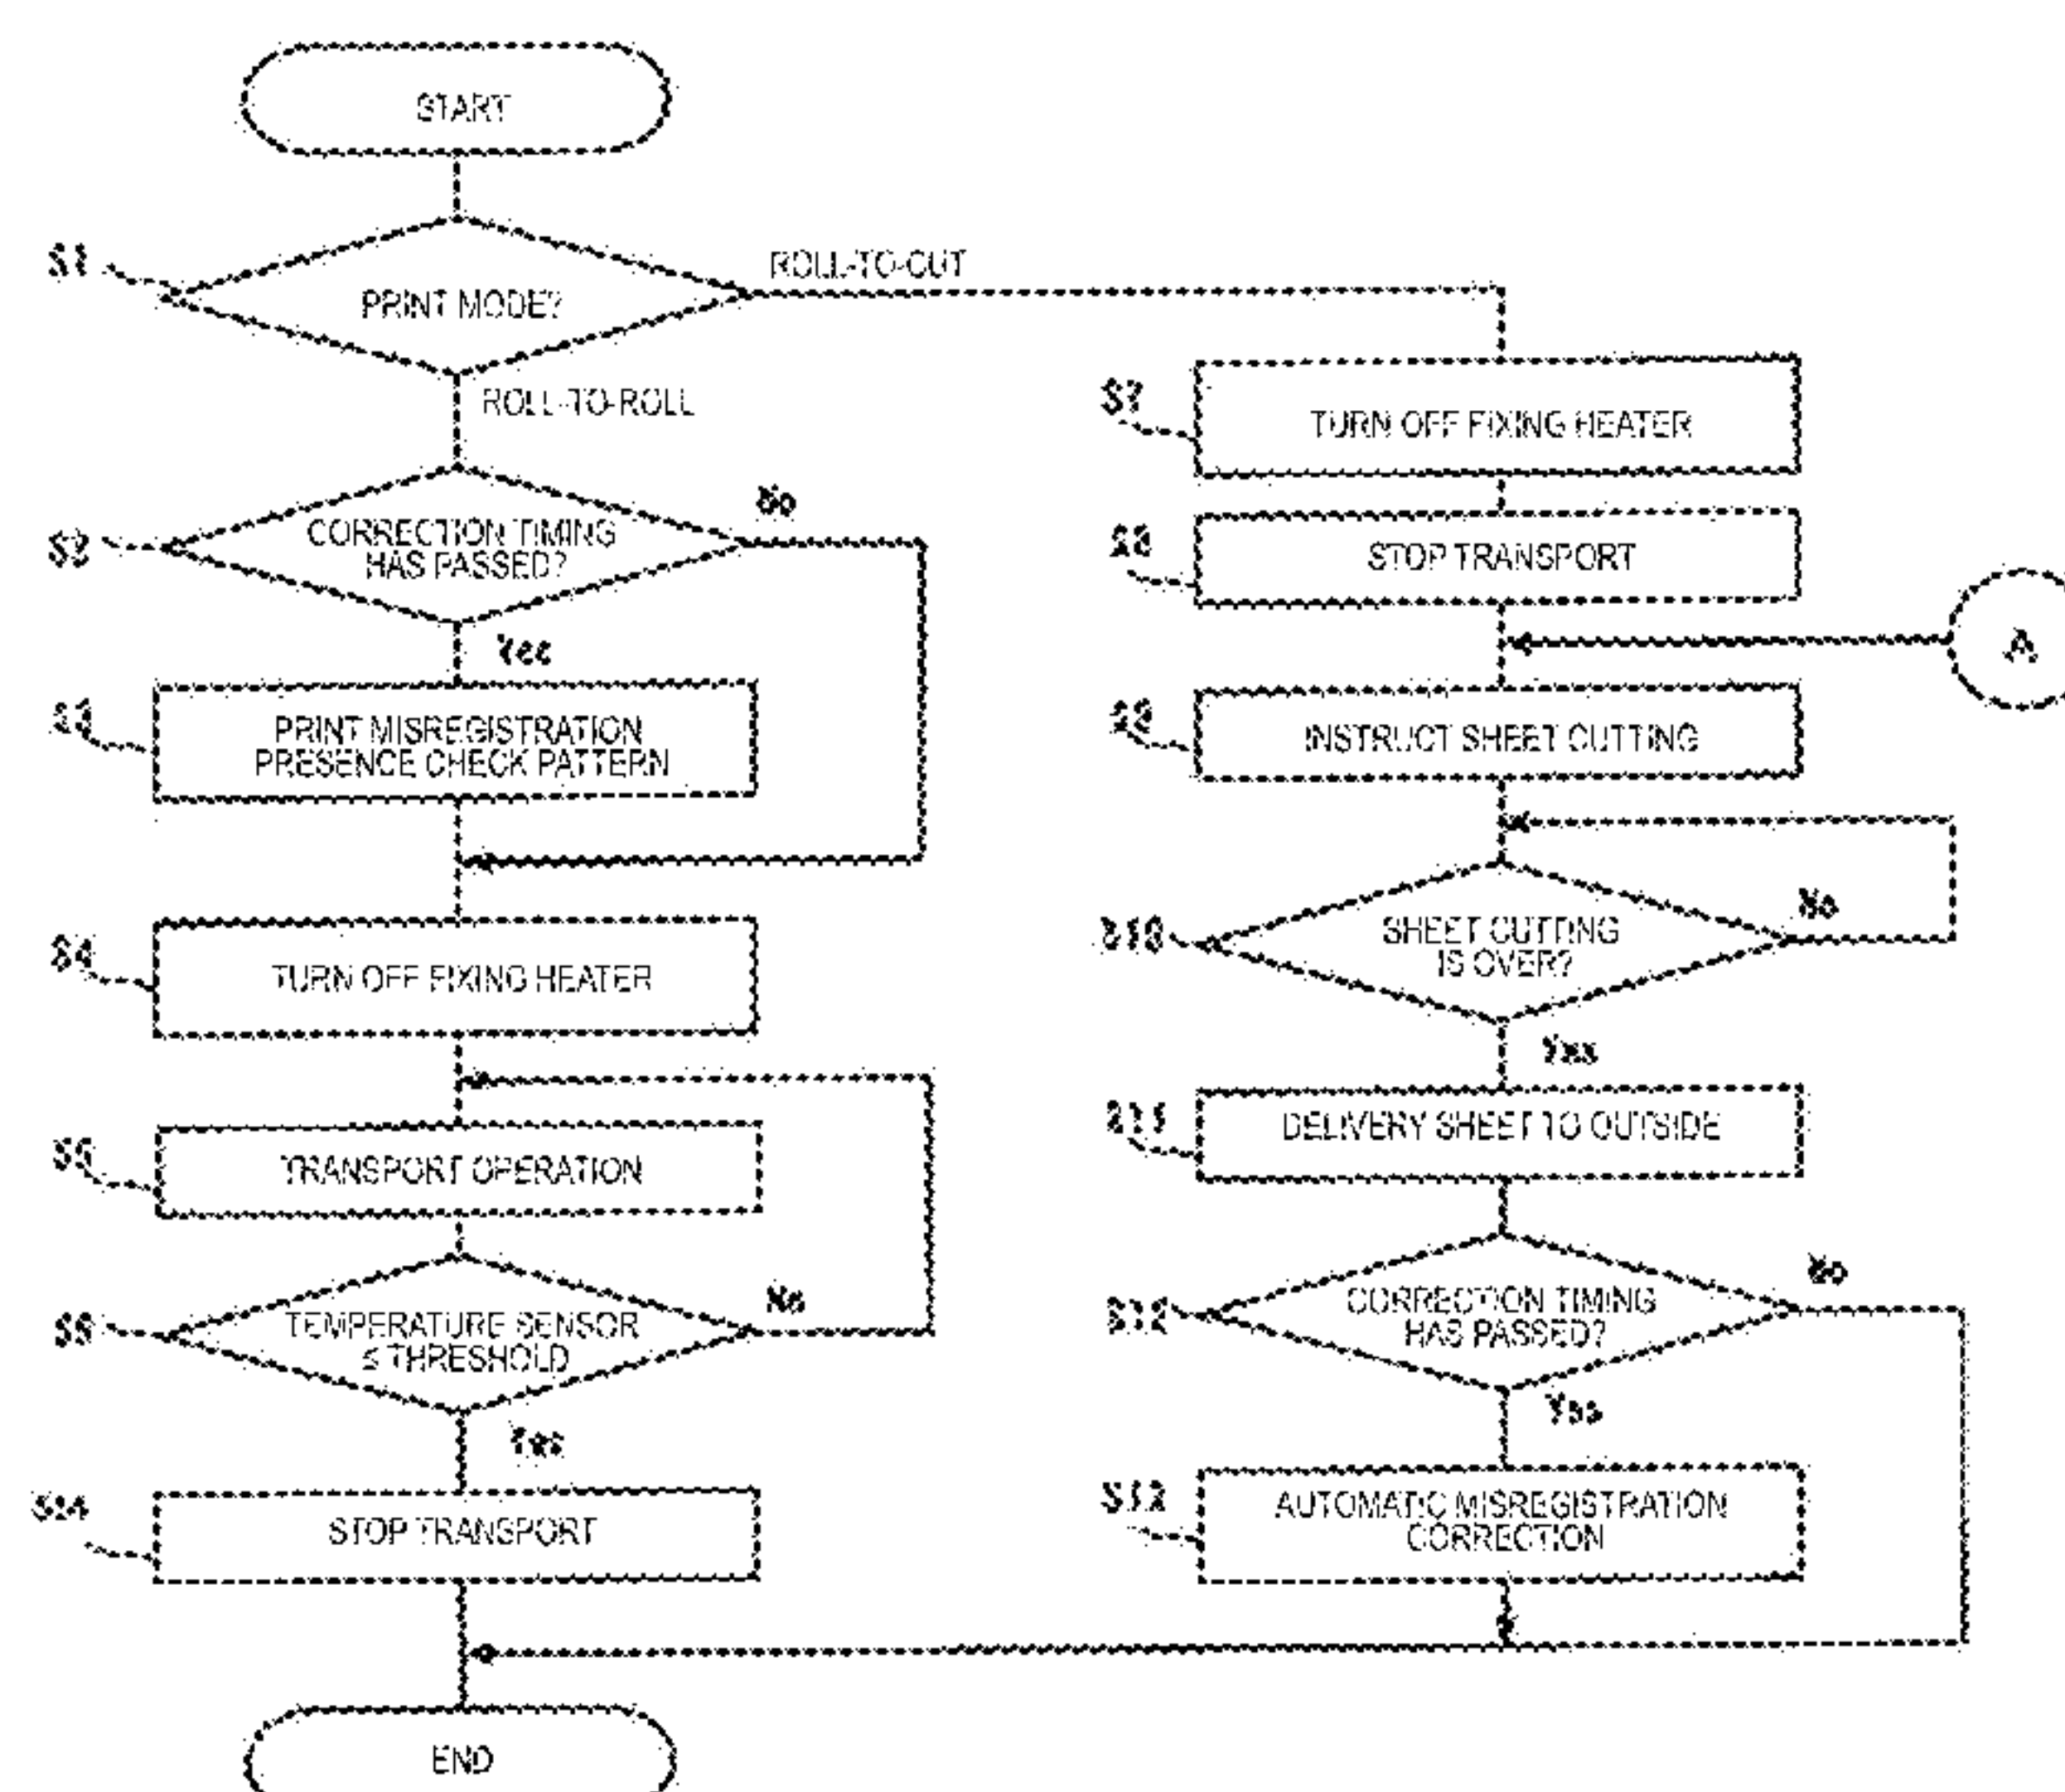 START
S1
PRINT MODE?
ROLL-TO-CUT
ROLL-TO-ROLL
S2
CORRECTION TIMING
HAS PASSED?
No
Yes
S3
PRINT MISREGISTRATION
PRESENCE CHECK PATTERN
S4
TURN OFF FIXING HEATER
S5
TRANSPORT OPERATION
S6
TEMPERATURE SENSOR
≤ THRESHOLD
No
Yes
S14
STOP TRANSPORT
END
S7
TURN OFF FIXING HEATER
S8
STOP TRANSPORT
A
S9
INSTRUCT SHEET CUTTING
S10
SHEET CUTTING
IS OVER?
No
Yes
S11
DELIVERY SHEET TO OUTSIDE
S12
CORRECTION TIMING
HAS PASSED?
No
Yes
S13
AUTOMATIC MISREGISTRATION
CORRECTION